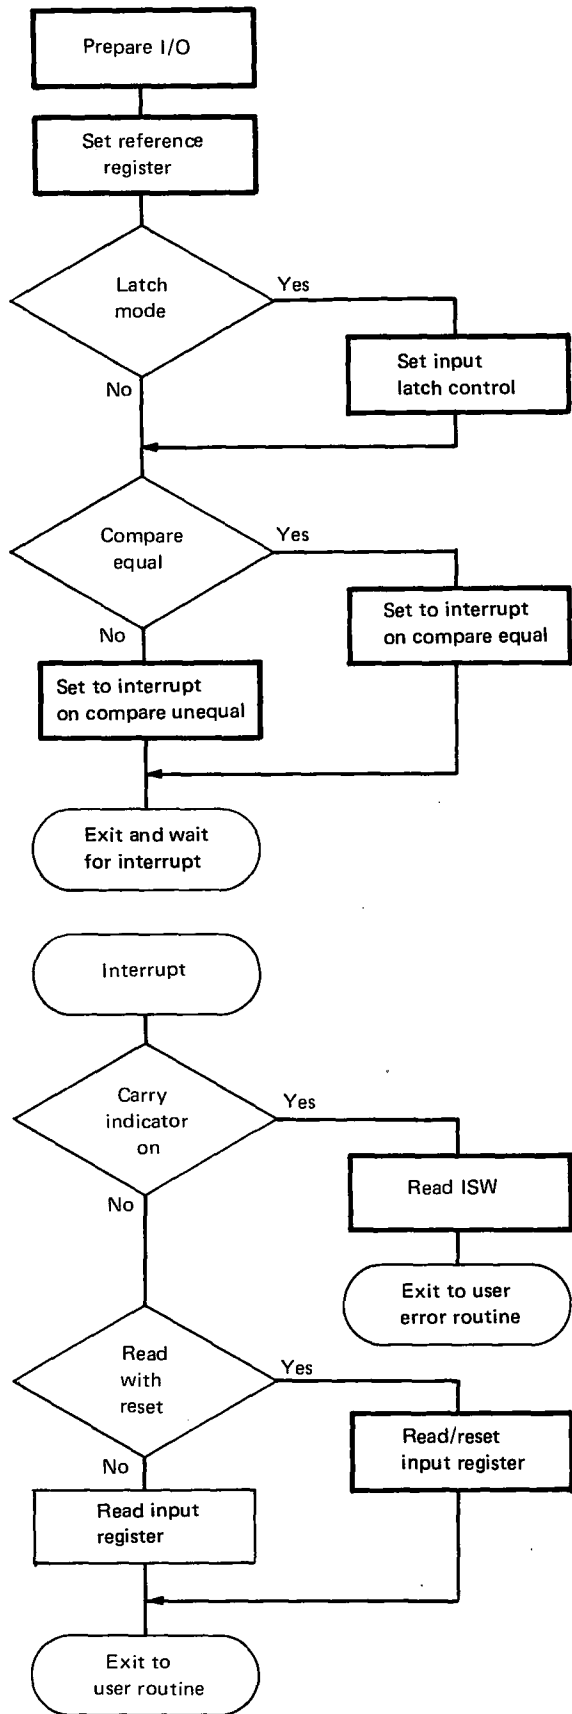 Prepare I/O
Set reference
register
Latch
mode
Yes
Set input
latch control
No
Compare
equal
Yes
Set to interrupt
on compare equal
No
Set to interrupt
on compare unequal
Exit and wait
for interrupt
Interrupt
Carry
indicator
on
Yes
Read ISW
No
Exit to user
error routine
Read
with
reset
Yes
Read/reset
input register
No
Read input
register
Exit to
user routine